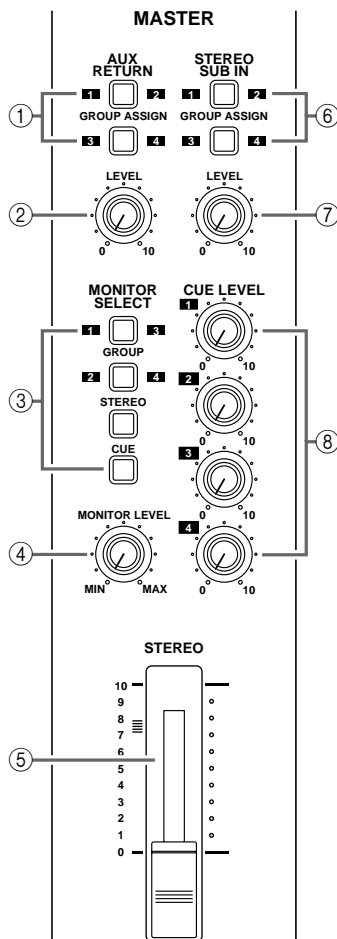 MASTER
AUX RETURN
STEREO SUB IN
1 2 1 2
GROUP ASSIGN GROUP ASSIGN
3 4 3 4
① ⑥
LEVEL LEVEL
② ⑦
0 10 0 10
MONITOR SELECT
CUE LEVEL
1 3 1
GROUP 0 10
2 4 2
③ ⑧
STEREO 0 10
CUE 3
0 10
MONITOR LEVEL 4
④
MIN MAX 0 10
STEREO
10
9
8
7
6
⑤ 5
4
3
2
1
0